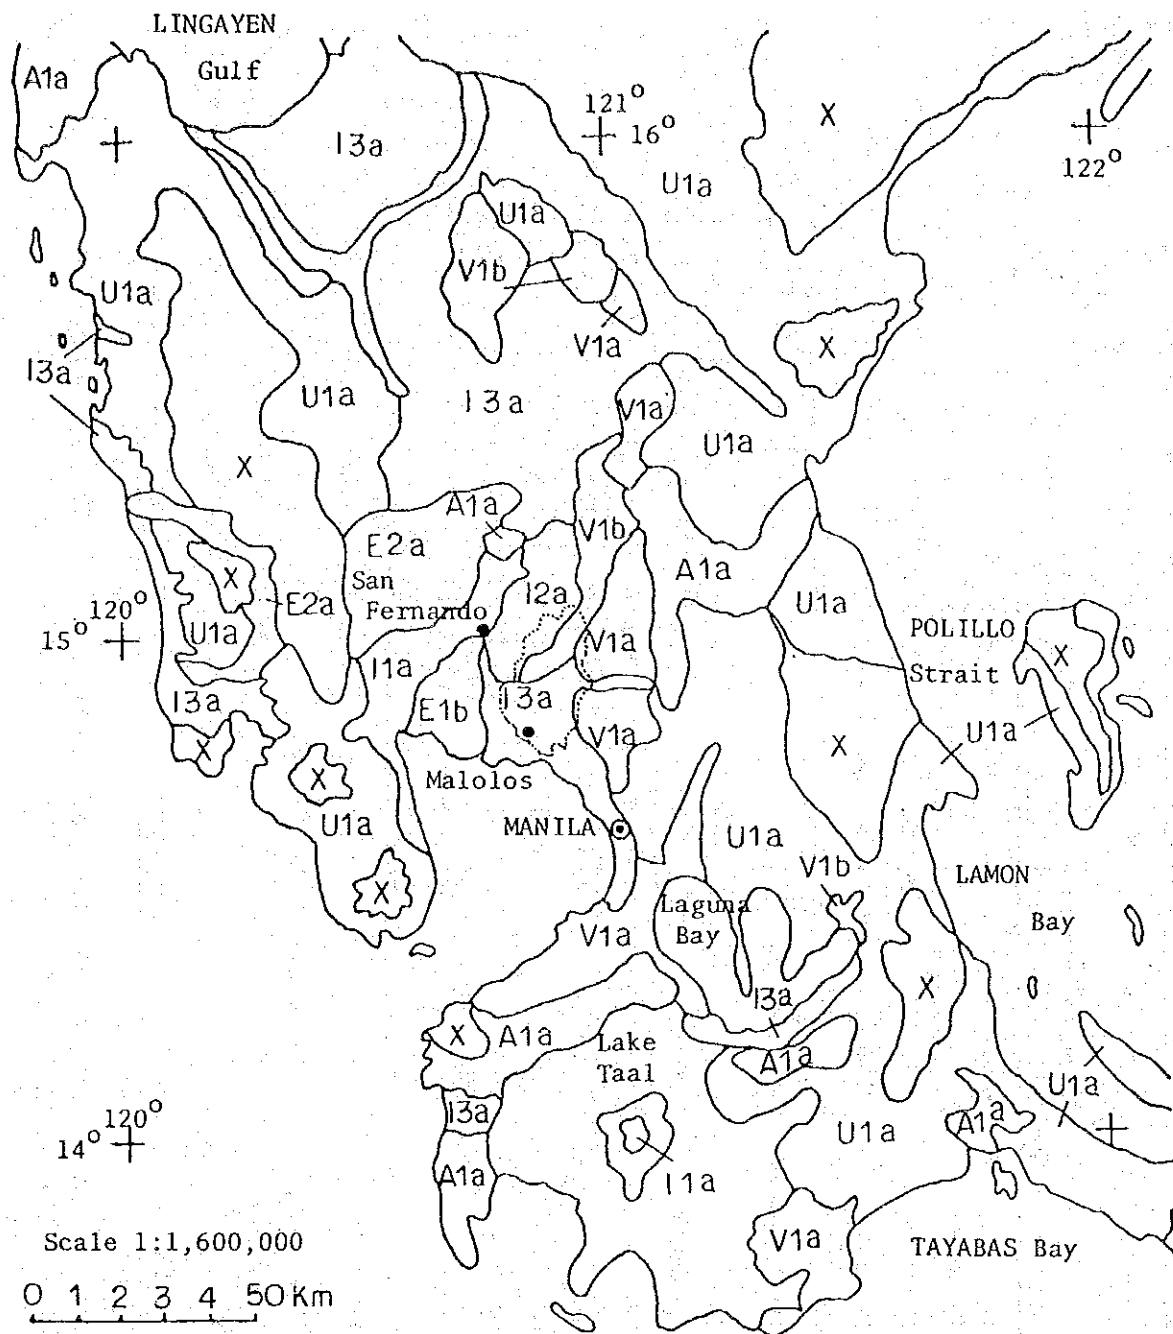 LINGAYEN
Gulf
A1a
I3a
121°
16°
X
122°
U1a
U1a
V1b
U1a
V1a
X
I3a
U1a
I3a
V1a
U1a
X
A1a
V1b
E2a
A1a
X
E2a
San
Fernando
I2a
U1a
15° 120°
U1a
V1a
POLILLO
Strait
X
I1a
I3a
E1b
I3a
V1a
U1a
X
X
X
Malolos
U1a
MANILA
U1a
V1b
LAMON
Bay
X
Laguna
Bay
V1a
X
I3a
X
A1a
Lake
Taal
A1a
U1a
I3a
14° 120°
U1a
A1a
A1a
I1a
V1a
TAYABAS Bay
Scale 1:1,600,000
0 1 2 3 4 50Km